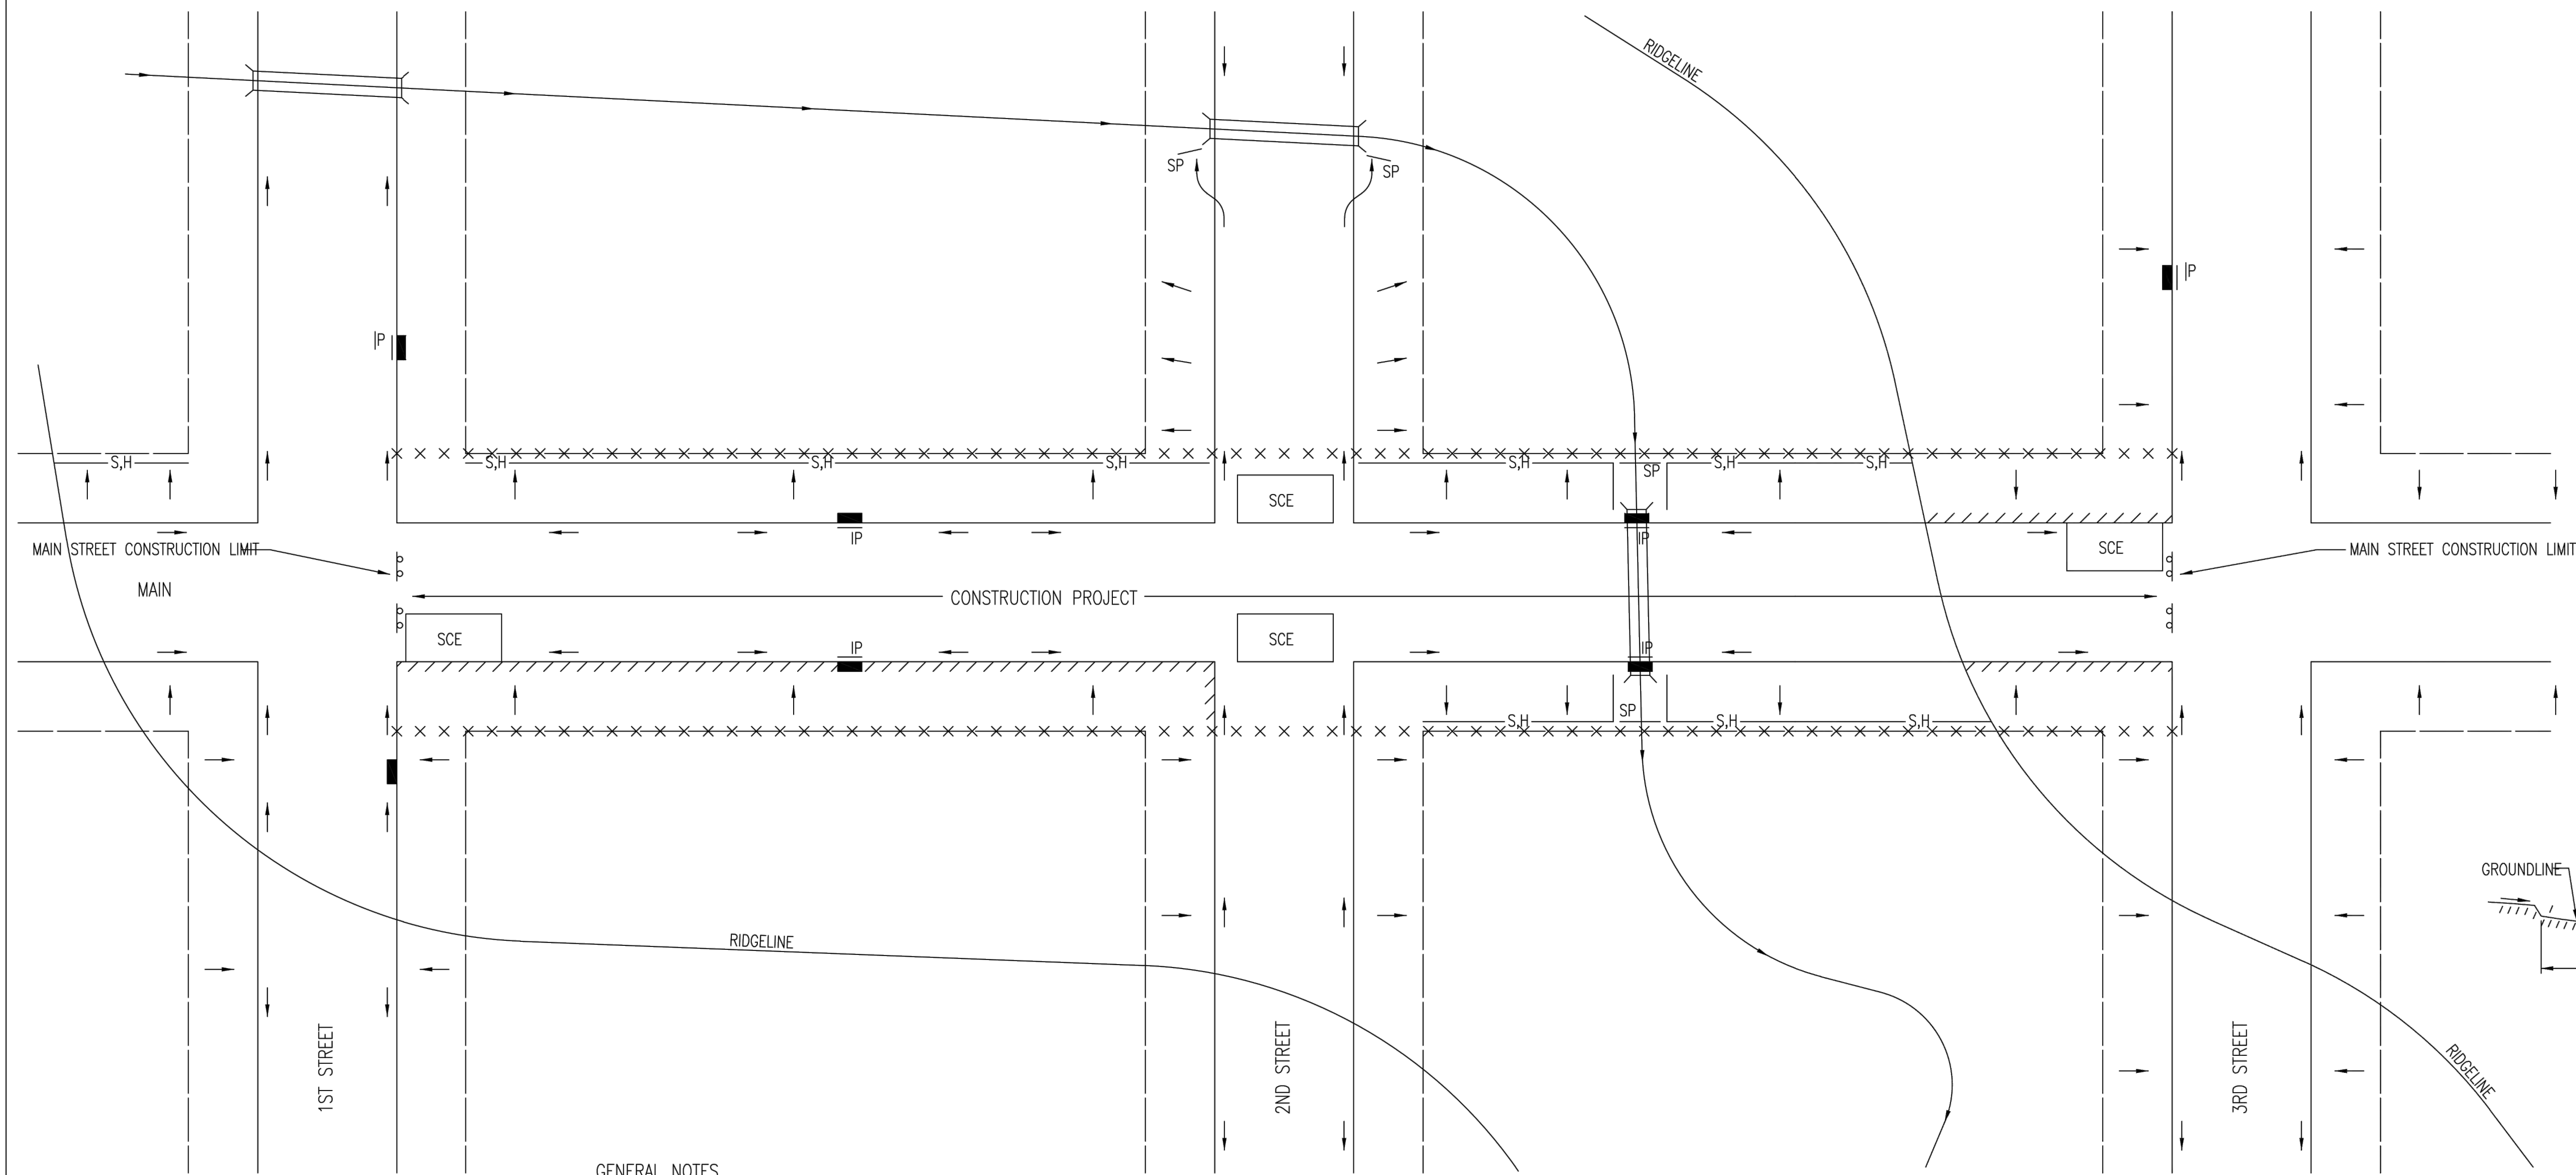 RIDGELINE
SP
SP
IP
IP
S,H
S,H
S,H
S,H
S,H
SP
S,H
S,H
SCE
IP
IP
SCE
MAIN STREET CONSTRUCTION LIMIT
MAIN STREET CONSTRUCTION LIMIT
MAIN
CONSTRUCTION PROJECT
SCE
SCE
IP
IP
SP
S,H
S,H
S,H
GROUNDLINE
RIDGELINE
1ST STREET
2ND STREET
3RD STREET
RIDGELINE
GENERAL NOTES